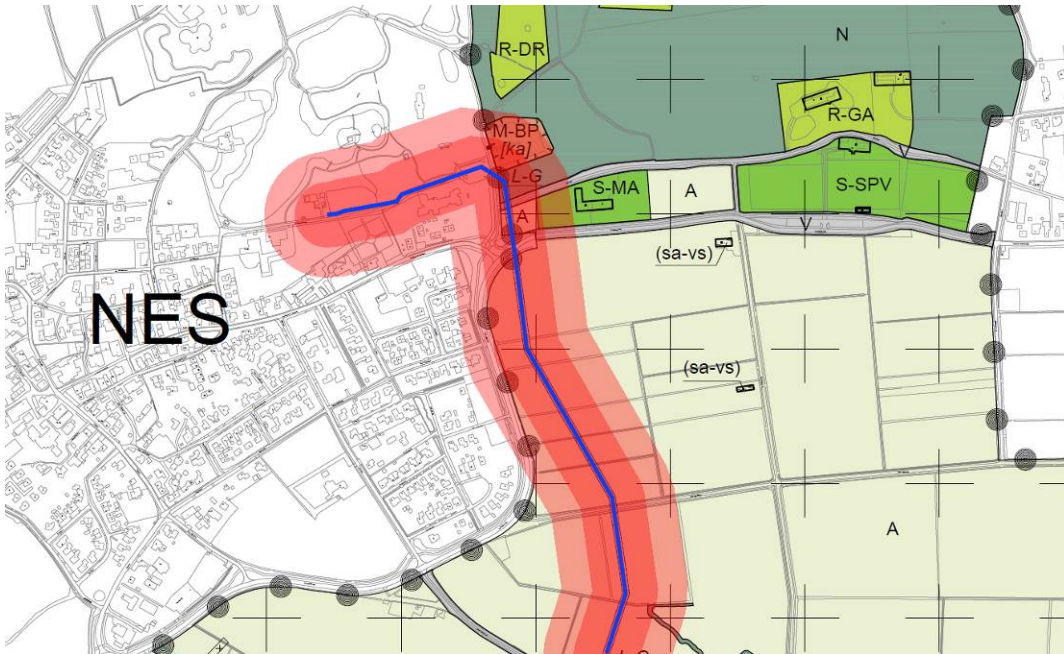 R-DR
N
R-GA
M-BP
[ka]
L-G
S-MA
A
S-SPV
A
V
V
(sa-vs)
NES
(sa-vs)
A